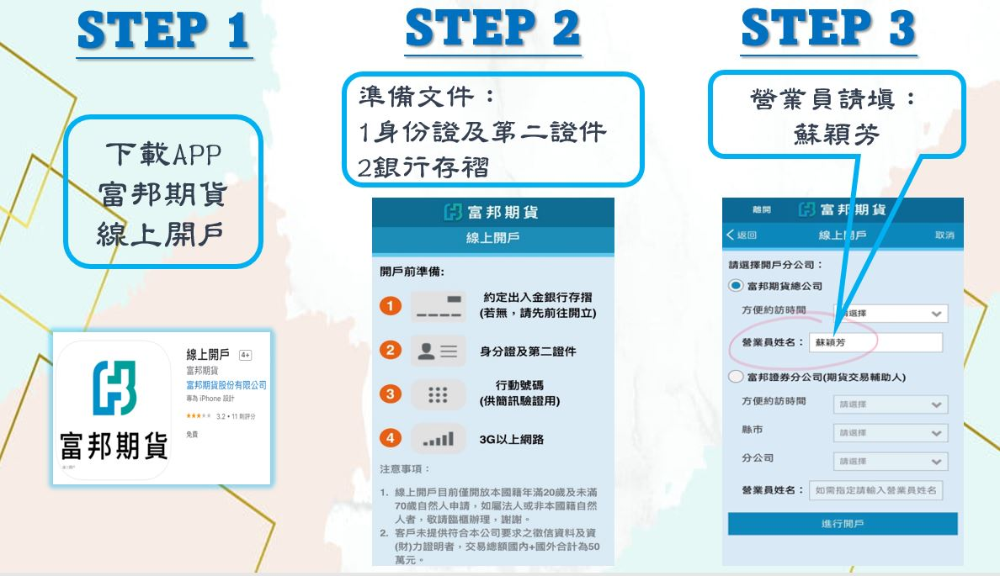 STEP 1
下載APP
富邦期貨
線上開戶
富邦期貨
線上開戶 4+
富邦期貨
富邦期貨股份有限公司
專為 iPhone 設計
★★★★★ 3.2 • 11 則評分
免費
STEP 2
準備文件：
1身份證及第二證件
2銀行存褶
富邦期貨
線上開戶
開戶前準備:
1 約定出入金銀行存摺
(若無，請先前往開立)
2 身分證及第二證件
3 行動號碼
(供簡訊驗證用)
4 3G以上網路
注意事項：
1. 線上開戶目前僅開放本國籍年滿20歲及未滿
70歲自然人申請，如屬法人或非本國籍自然
人者，敬請臨櫃辦理，謝謝。
2. 客戶未提供符合本公司要求之徵信資料及資
(財)力證明者，交易總額國內+國外合計為50
萬元。
STEP 3
營業員請填：
蘇穎芳
離開 富邦期貨
返回 線上開戶 取消
請選擇開戶分公司：
富邦期貨總公司
方便約訪時間 請選擇
營業員姓名： 蘇穎芳
富邦證券分公司(期貨交易輔助人)
方便約訪時間 請選擇
縣市 請選擇
分公司 請選擇
營業員姓名： 如需指定請輸入營業員姓名
進行開戶